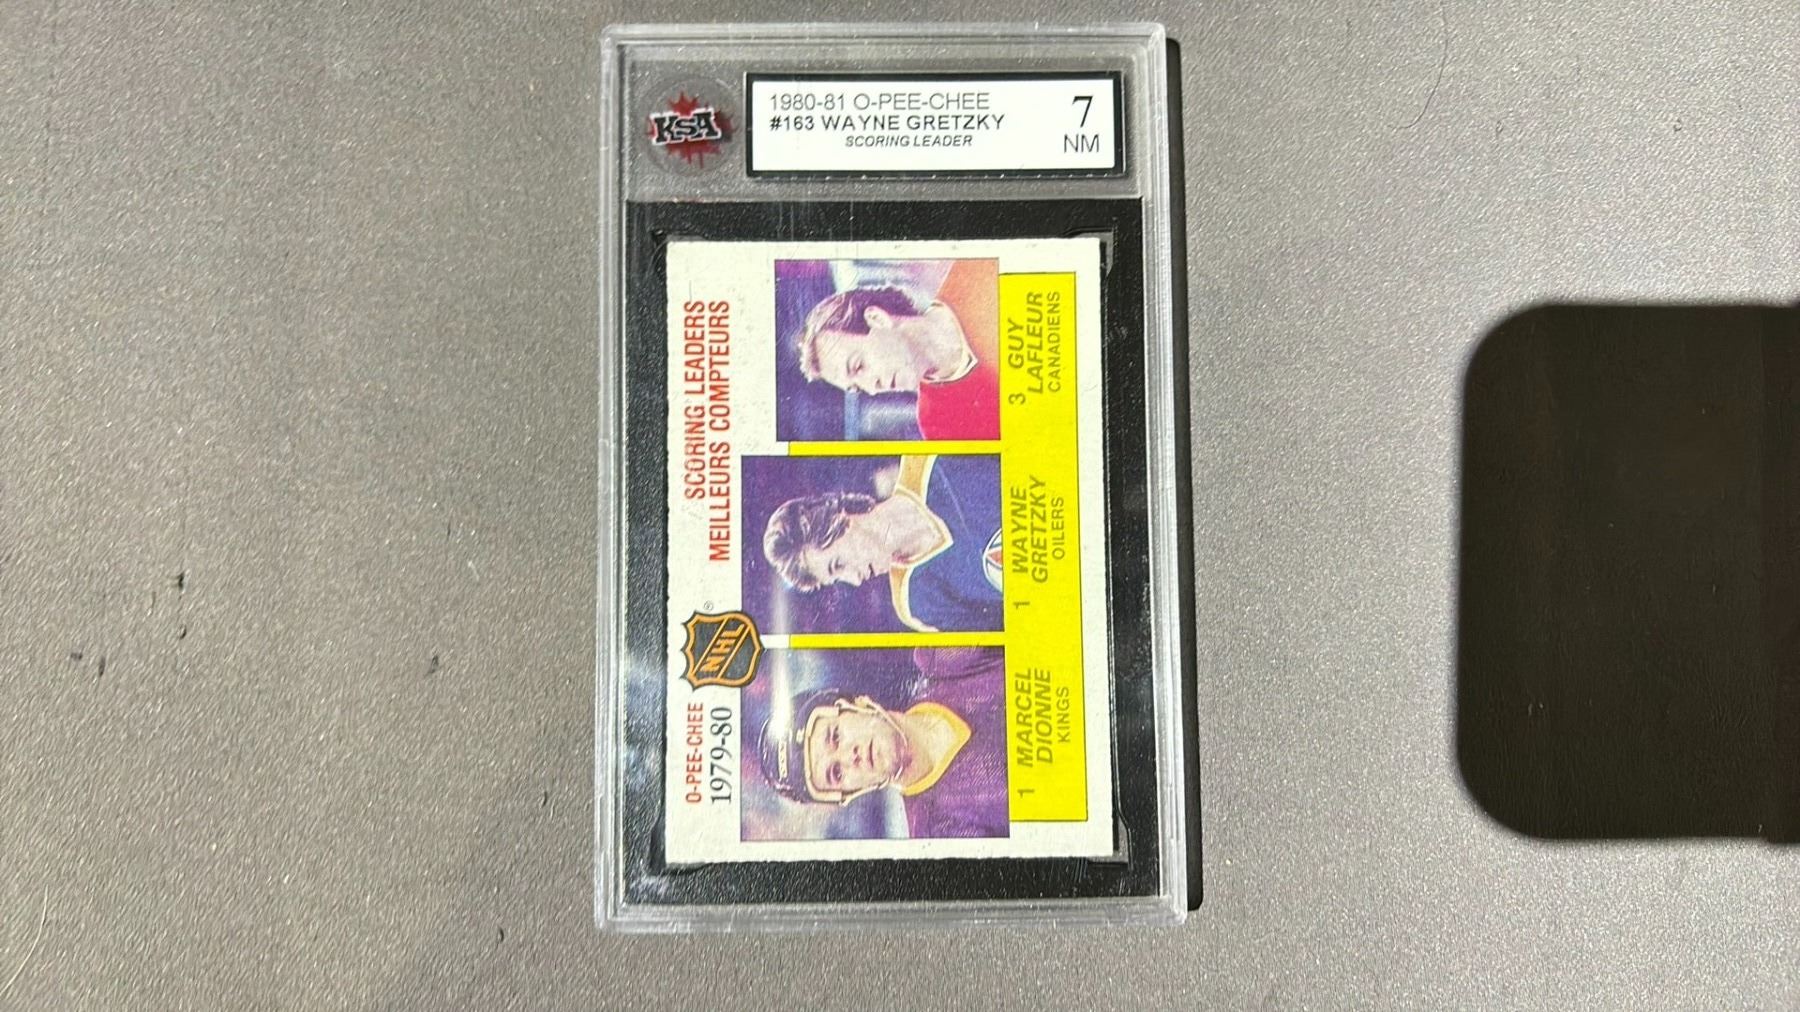 KSA
1980-81 O-PEE-CHEE
#163 WAYNE GRETZKY
SCORING LEADER
7
NM
O-PEE-CHEE
1979-80
NHL
®
SCORING LEADERS
MEILLEURS COMPTEURS
1 MARCEL
DIONNE
KINGS
1 WAYNE
GRETZKY
OILERS
3 GUY
LAFLEUR
CANADIENS